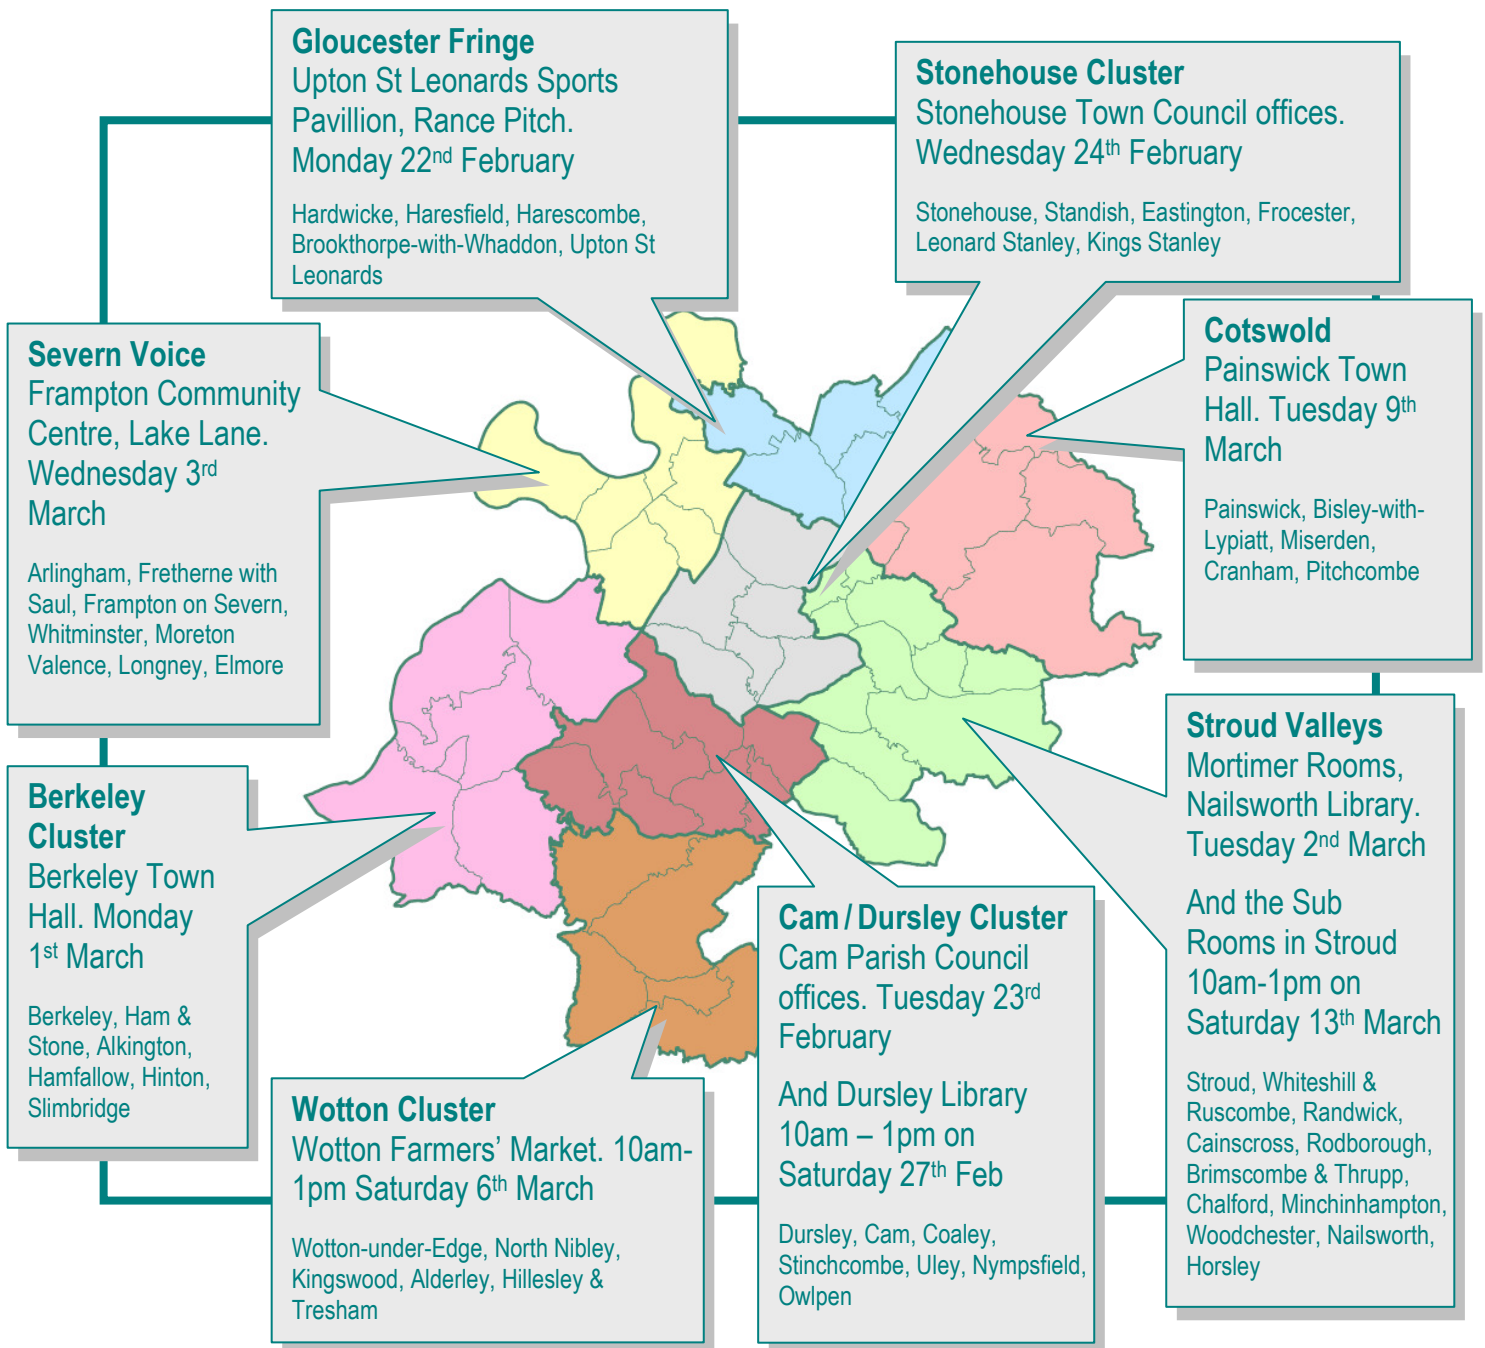 Gloucester Fringe
Upton St Leonards Sports
Pavillion, Rance Pitch.
Monday 22nd February
Hardwicke, Haresfield, Harescombe,
Brookthorpe-with-Whaddon, Upton St
Leonards
Stonehouse Cluster
Stonehouse Town Council offices.
Wednesday 24th February
Stonehouse, Standish, Eastington, Frocester,
Leonard Stanley, Kings Stanley
Severn Voice
Frampton Community
Centre, Lake Lane.
Wednesday 3rd
March
Arlingham, Fretherne with
Saul, Frampton on Severn,
Whitminster, Moreton
Valence, Longney, Elmore
Cotswold
Painswick Town
Hall. Tuesday 9th
March
Painswick, Bisley-with-
Lypiatt, Miserden,
Cranham, Pitchcombe
Berkeley
Cluster
Berkeley Town
Hall. Monday
1st March
Berkeley, Ham &
Stone, Alkington,
Hamfallow, Hinton,
Slimbridge
Stroud Valleys
Mortimer Rooms,
Nailsworth Library.
Tuesday 2nd March
And the Sub
Rooms in Stroud
10am-1pm on
Saturday 13th March
Stroud, Whiteshill &
Ruscombe, Randwick,
Cainscross, Rodborough,
Brimscombe & Thrupp,
Chalford, Minchinhampton,
Woodchester, Nailsworth,
Horsley
Wotton Cluster
Wotton Farmers' Market. 10am-
1pm Saturday 6th March
Wotton-under-Edge, North Nibley,
Kingswood, Alderley, Hillesley &
Tresham
Cam / Dursley Cluster
Cam Parish Council
offices. Tuesday 23rd
February
And Dursley Library
10am – 1pm on
Saturday 27th Feb
Dursley, Cam, Coaley,
Stinchcombe, Uley, Nympsfield,
Owlpen